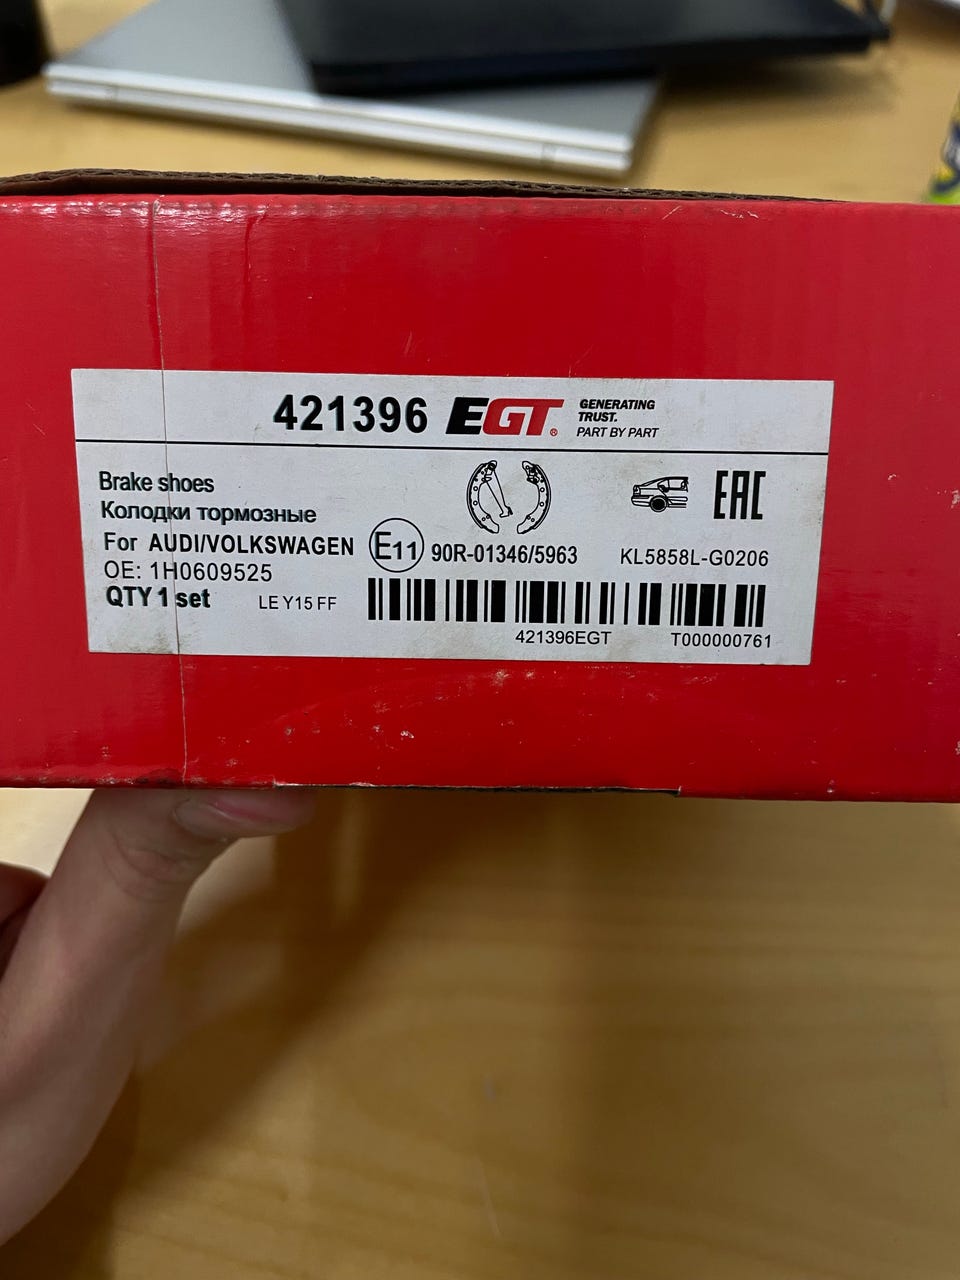 421396 EGT® GENERATING
TRUST.
PART BY PART
Brake shoes
Колодки тормозные
For AUDI/VOLKSWAGEN
OE: 1H0609525
QTY 1 set
LE Y15 FF
E11 90R-01346/5963
KL5858L-G0206
EAC
421396EGT
T000000761